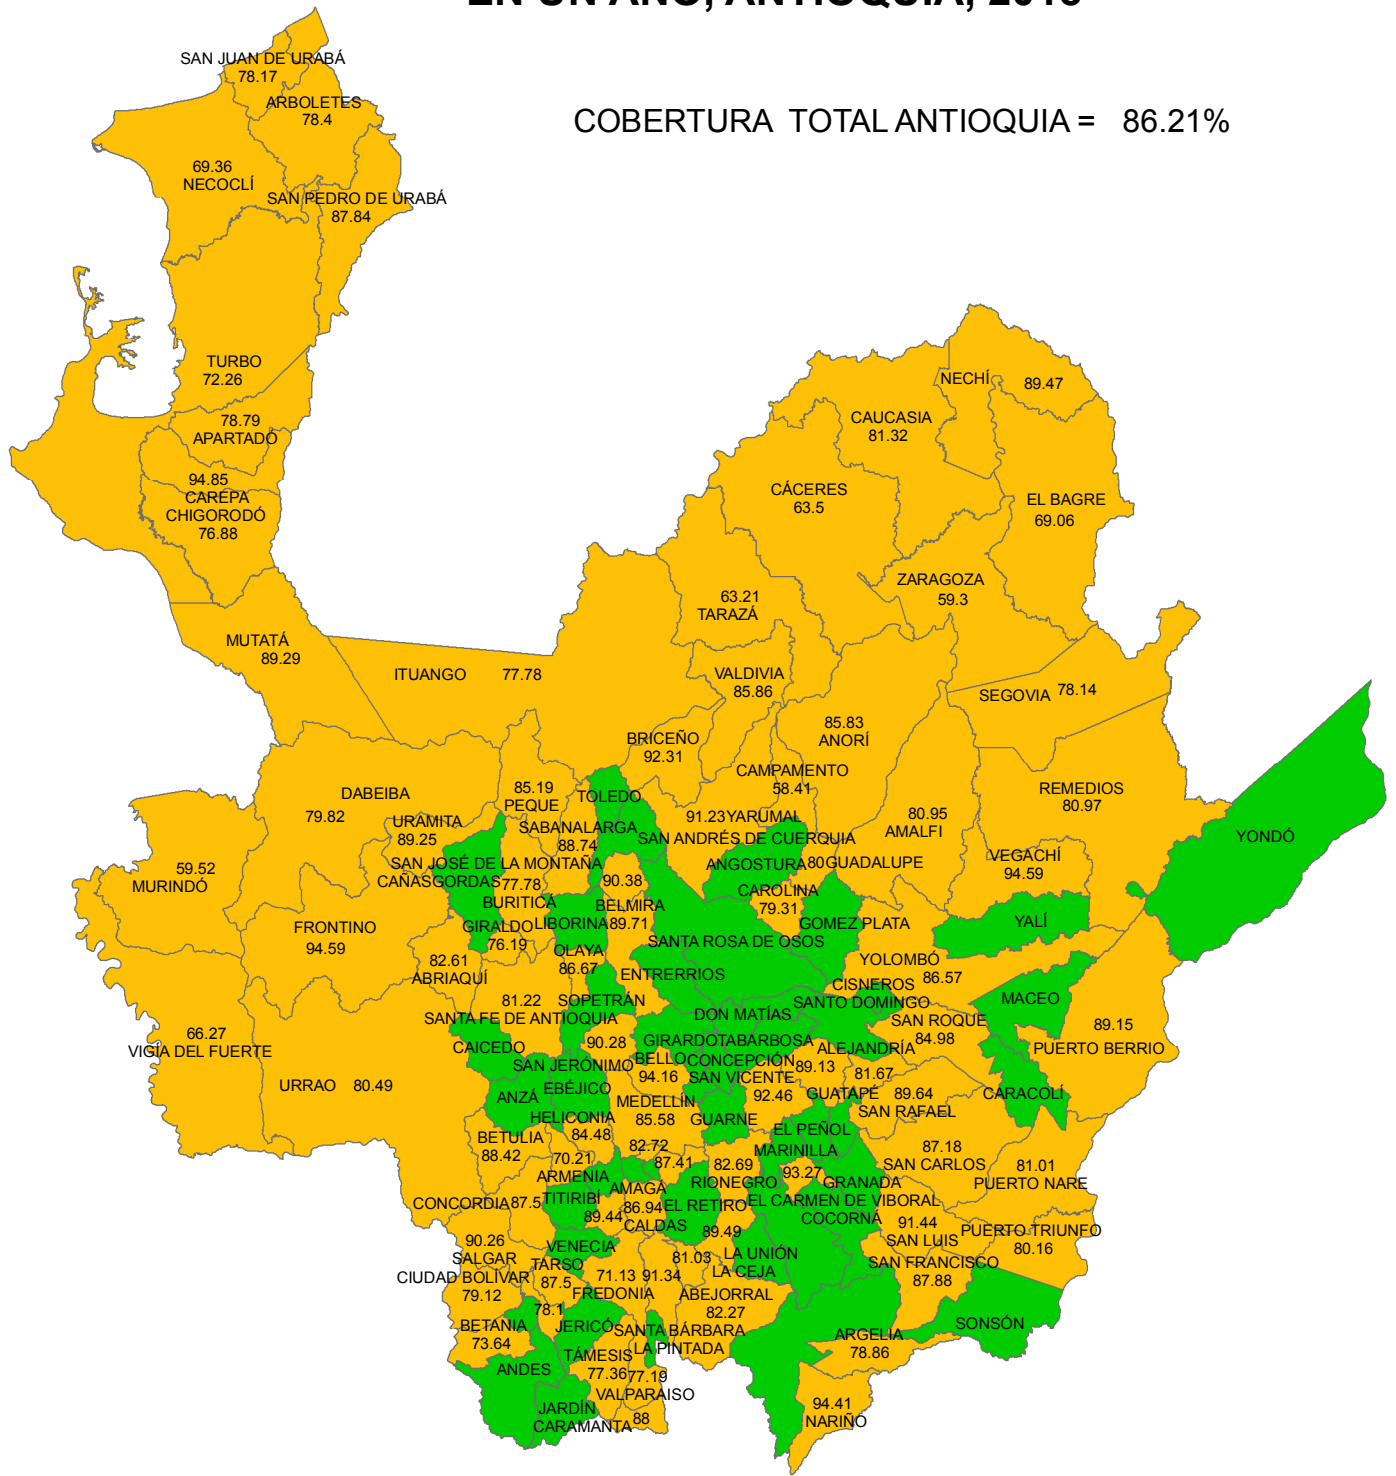 SAN JUAN DE URABÁ
78.17
ARBOLETES
78.4
COBERTURA TOTAL ANTIOQUIA = 86.21%
69.36
NECOCLÍ
SAN PEDRO DE URABÁ
87.84
TURBO
72.26
78.79
APARTADÓ
94.85
CAREPA
CHIGORODÓ
76.88
NECHÍ
89.47
CAUCASIA
81.32
CÁCERES
63.5
EL BAGRE
69.06
ZARAGOZA
59.3
63.21
TARAZÁ
MUTATÁ
89.29
ITUANGO 77.78
VALDIVIA
85.86
SEGOVIA 78.14
85.83
ANORÍ
BRICEÑO
92.31
CAMPAMENTO
58.41
REMEDIOS
80.97
DABEIBA
79.82
85.19
PEQUE
TOLEDO
URAMITA
89.25
SABANALARGA
88.74
91.23 YARUMAL
80.95
AMALFI
SAN ANDRÉS DE CUERQUIA
YONDÓ
VEGACHÍ
94.59
59.52
MURINDÓ
SAN JOSÉ DE LA MONTAÑA
ANGOSTURA 80 GUADALUPE
CAÑASGORDAS 77.78
90.38
BURITICÁ
CAROLINA
79.31
BELMIRA
89.71
FRONTINO
94.59
GIRALDO
76.19
LIBORINA
GOMEZ PLATA
YALÍ
SANTA ROSA DE OSOS
OLAYA
86.67
82.61
ABRIAQUÍ
YOLOMBÓ
86.57
ENTRERRIOS
CISNEROS
81.22
SANTA FE DE ANTIOQUIA
SOPETRÁN
SANTO DOMINGO
MACEO
DON MATÍAS
SAN ROQUE
84.98
66.27
VIGÍA DEL FUERTE
89.15
PUERTO BERRIO
CAICEDO
90.28
GIRARDOTA BARBOSA
ALEJANDRÍA
SAN JERÓNIMO
BELLO
94.16
CONCEPCIÓN
89.13
SAN VICENTE
92.46
81.67
URRAO 80.49
ANZÁ
EBÉJICO
GUATAPÉ
89.64
SAN RAFAEL
CARACOLÍ
MEDELLÍN
85.58
HELICONIA
84.48
GUARNE
EL PEÑOL
BETULIA
88.42
82.72
MARINILLA
87.18
SAN CARLOS
70.21
ARMENIA
87.41
82.69
RIONEGRO
93.27
GRANADA
81.01
PUERTO NARE
AMAGÁ
86.94
CONCORDIA 87.5
TITIRIBÍ
89.44
EL RETIRO
EL CARMEN DE VIBORAL
COCORNÁ
CALDAS
89.49
91.44
SAN LUIS
PUERTO TRIUNFO
80.16
90.26
SALGAR
VENECIA
81.03
LA UNIÓN
LA CEJA
SAN FRANCISCO
87.88
TARSO
87.5
71.13
FREDONIA
91.34
CIUDAD BOLÍVAR
79.12
ABEJORRAL
82.27
78.1
BETANIA
73.64
JERICÓ
SANTA BÁRBARA
LA PINTADA
SONSÓN
ARGELIA
78.86
TÁMESIS
77.36
77.19
VALPARAISO
ANDES
JARDÍN
CARAMANTA
88
94.41
NARIÑO